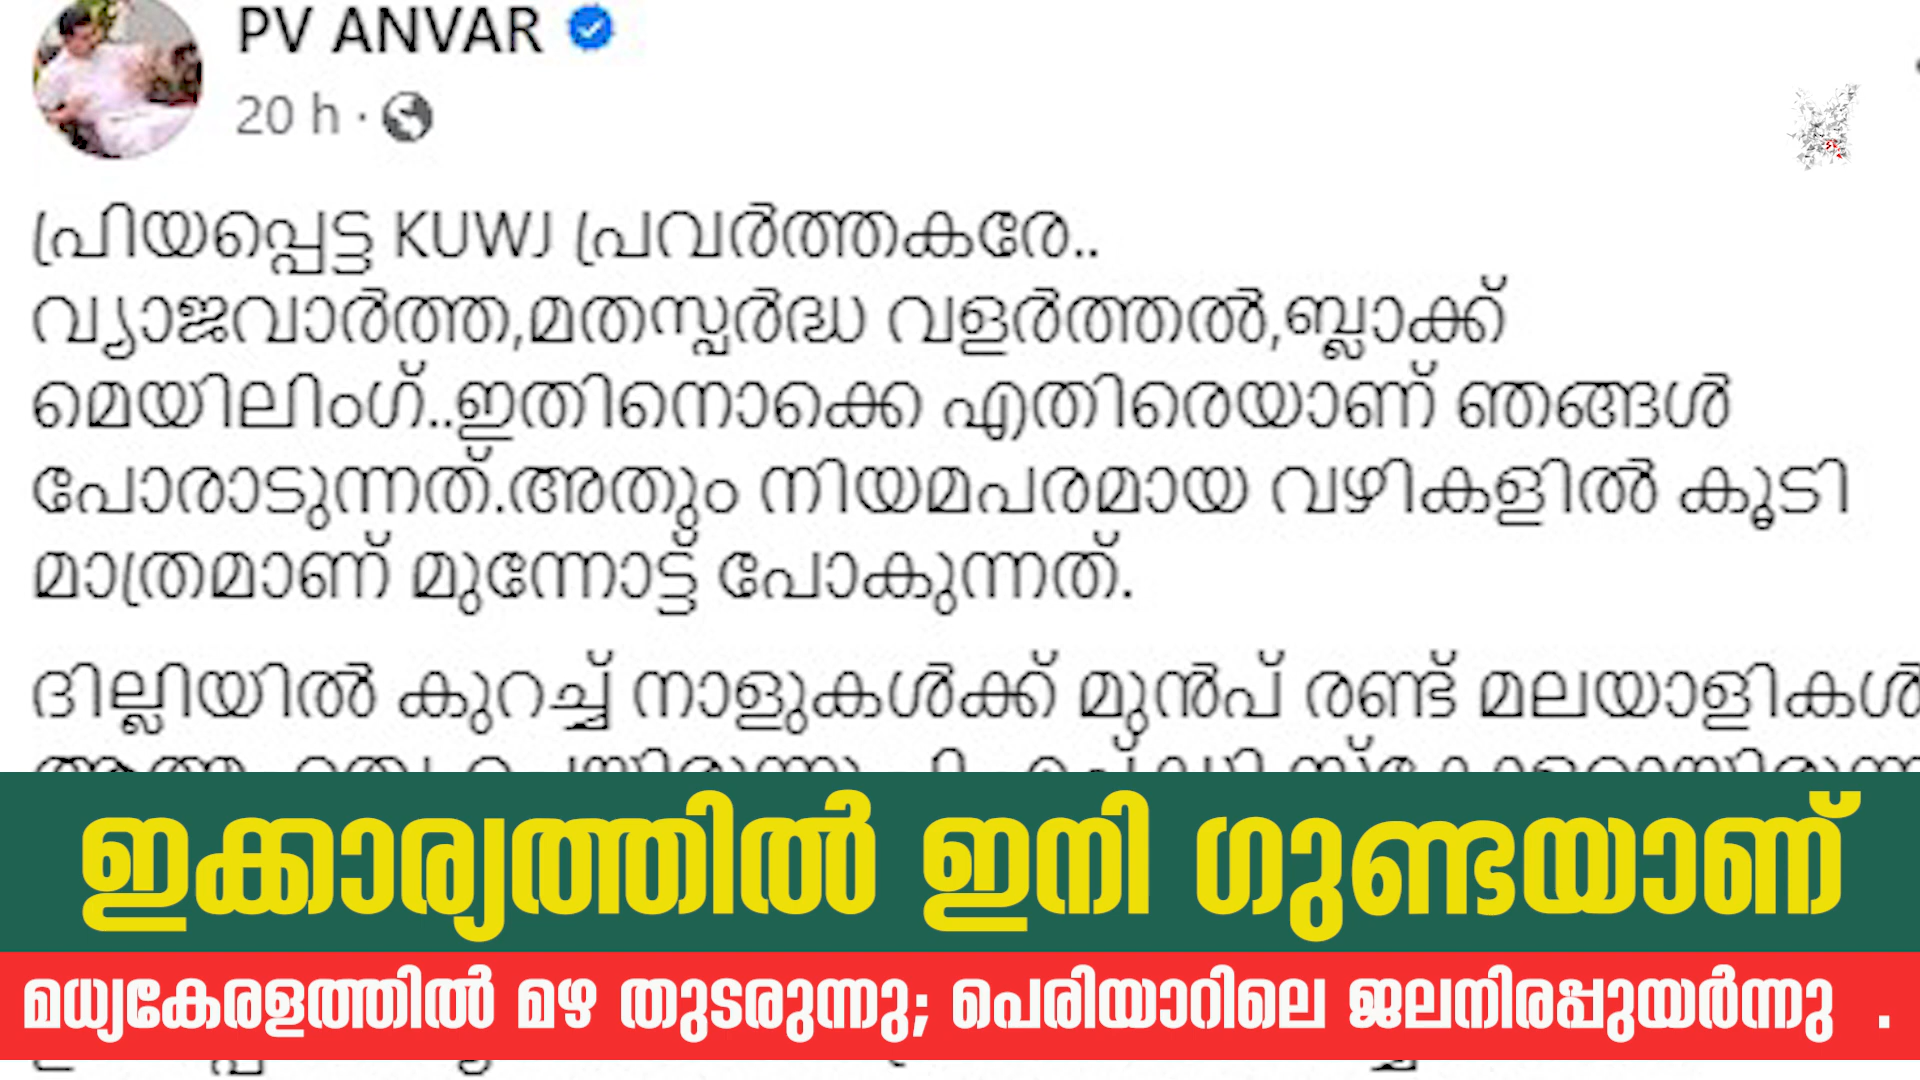 PV ANVAR
20 h ·
പ്രിയപ്പെട്ട KUWJ പ്രവർത്തകരേ..
വ്യാജവാർത്ത,മതസ്പർദ്ധ വളർത്തൽ,ബ്ലാക്ക്
മെയിലിംഗ്..ഇതിനൊക്കെ എതിരെയാണ് ഞങ്ങൾ
പോരാടുന്നത്.അതും നിയമപരമായ വഴികളിൽ കൂടി
മാത്രമാണ് മുന്നോട്ട് പോകുന്നത്.
ദില്ലിയിൽ കുറച്ച് നാളുകൾക്ക് മുൻപ് രണ്ട് മലയാളികൾ
ഇക്കാര്യത്തിൽ ഇനി ഗുണ്ടയാണ്
മധ്യകേരളത്തിൽ മഴ തുടരുന്നു; പെരിയാറിലെ ജലനിരപ്പുയർന്നു .